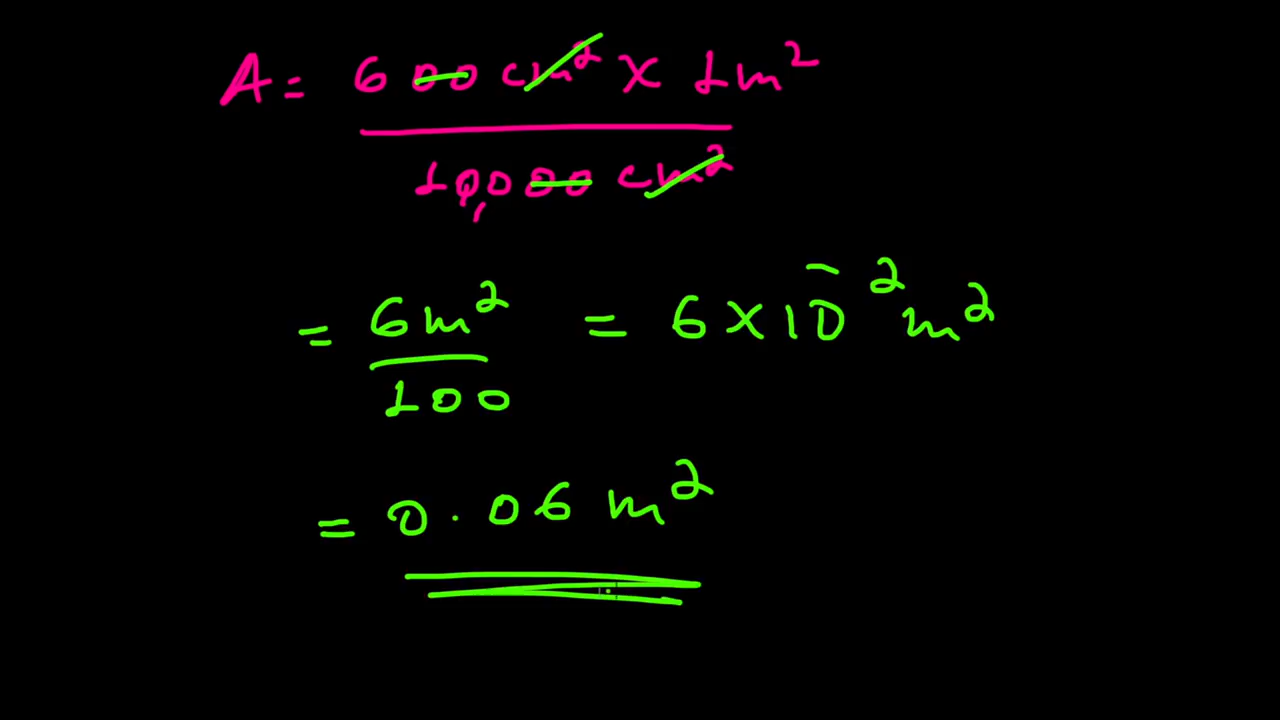 A = 600 cm² X 1m²
10,000 cm²
= 6m² = 6 X 10⁻² m²
100
= 0.06 m²